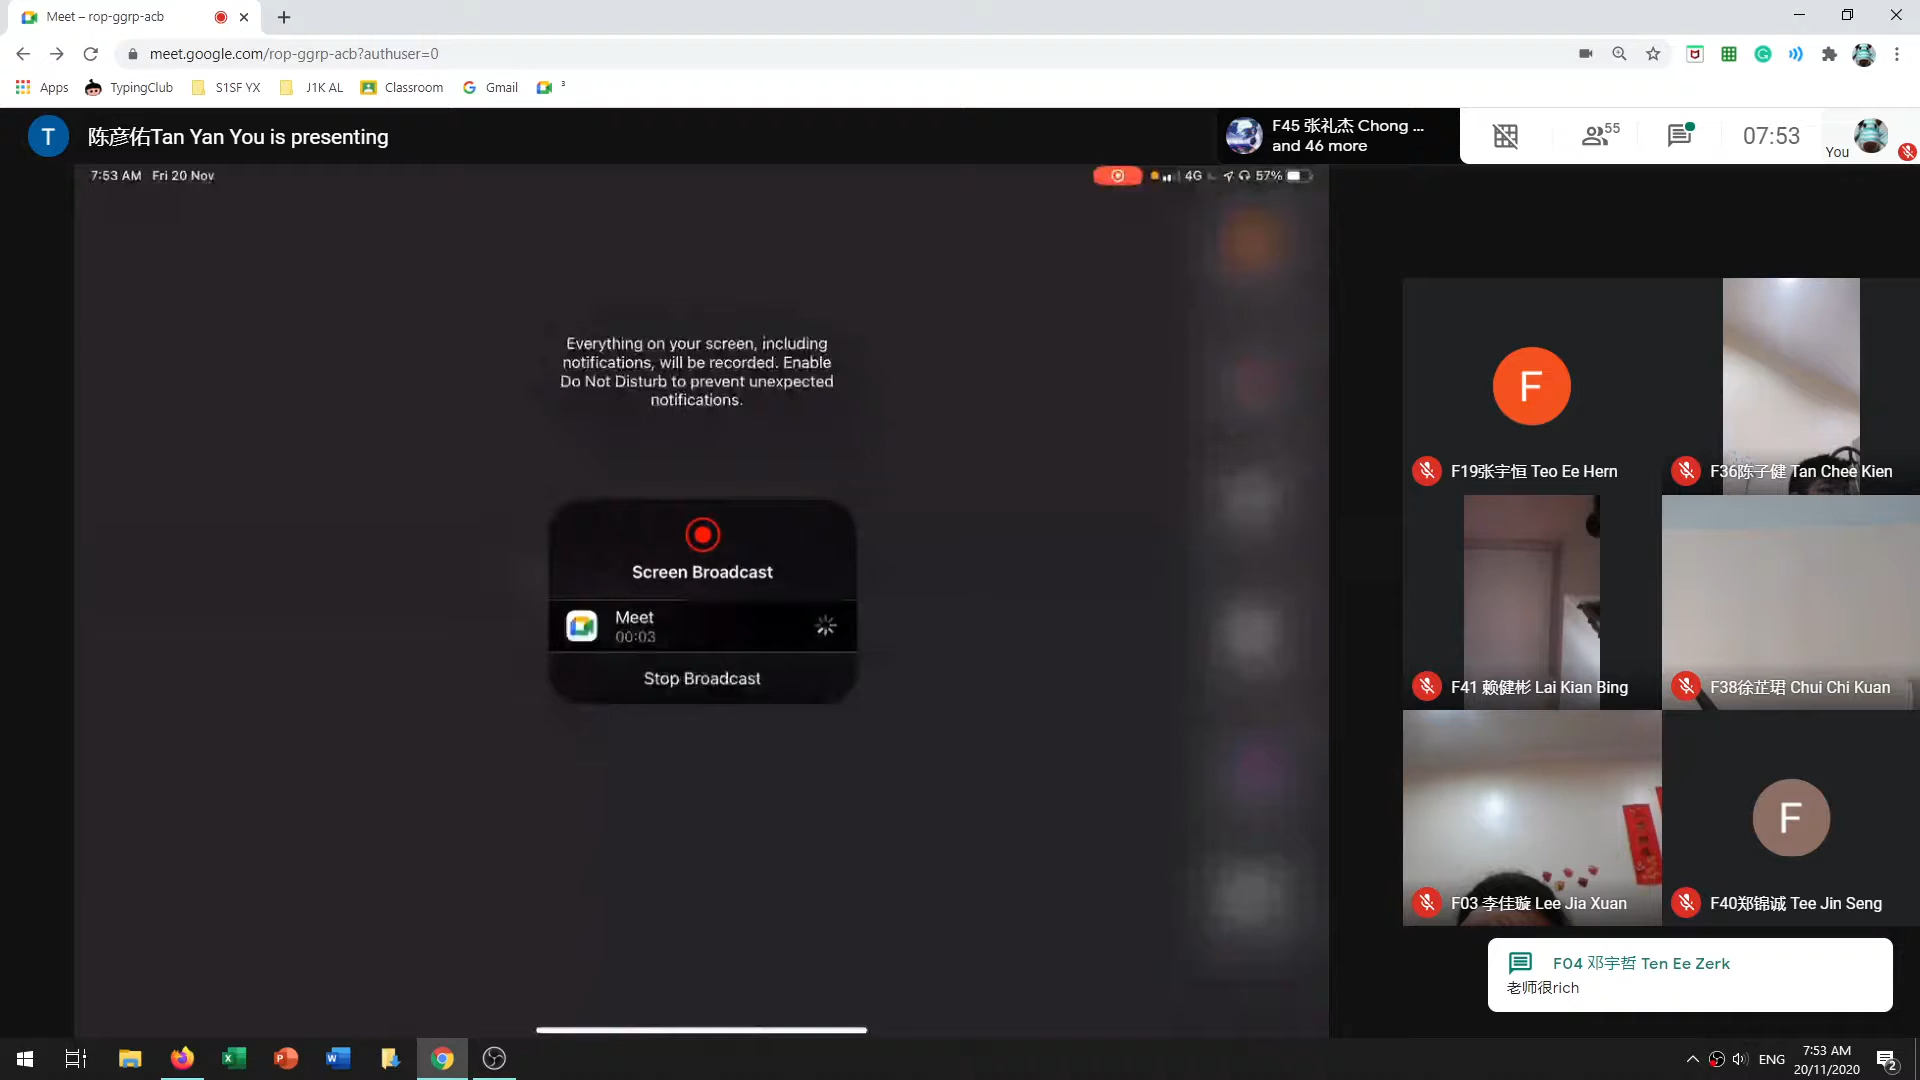 Meet – rop-ggrp-acb
meet.google.com/rop-ggrp-acb?authuser=0
Apps
TypingClub
S1SF YX
J1K AL
Classroom
Gmail
3
T
陈彦佑Tan Yan You is presenting
F45 张礼杰 Chong ...
and 46 more
55
07:53
You
7:53 AM Fri 20 Nov
4G
57%
Everything on your screen, including
notifications, will be recorded. Enable
Do Not Disturb to prevent unexpected
notifications.
Screen Broadcast
Meet
00:03
Stop Broadcast
F
F19张宇恒 Teo Ee Hern
F36陈子健 Tan Chee Kien
F41 赖健彬 Lai Kian Bing
F38徐芷珺 Chui Chi Kuan
F03 李佳璇 Lee Jia Xuan
F
F40郑锦诚 Tee Jin Seng
F04 邓宇哲 Ten Ee Zerk
老师很rich
ENG
7:53 AM
20/11/2020
2